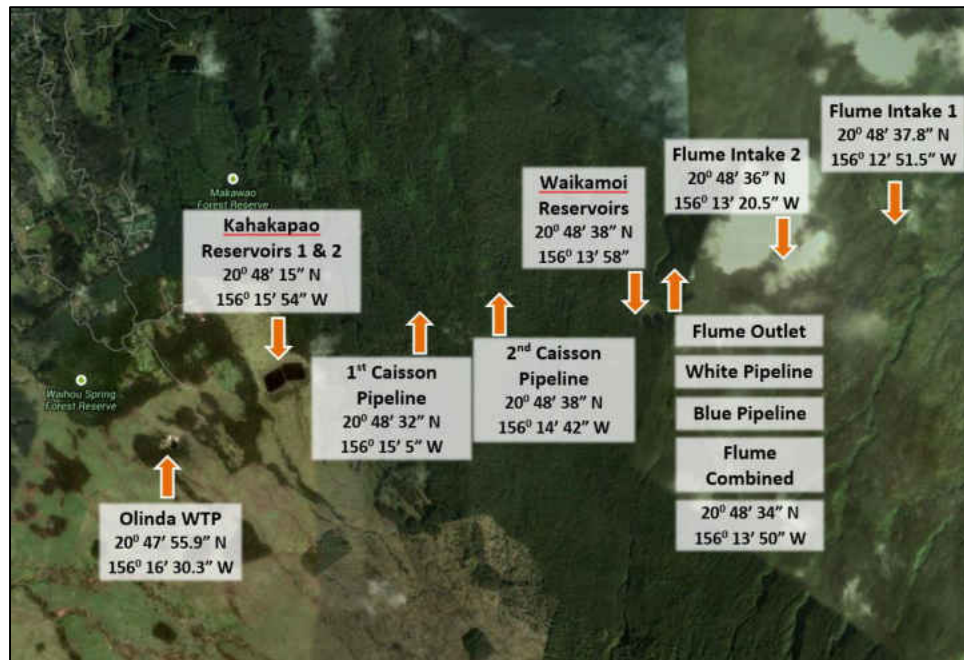 Flume Intake 1
20⁰ 48’ 37.8” N
156⁰ 12’ 51.5” W
Flume Intake 2
20⁰ 48’ 36” N
156⁰ 13’ 20.5” W
Waikamoi
Reservoirs
20⁰ 48’ 38” N
156⁰ 13’ 58”
Makawao
Forest Reserve
Kahakapao
Reservoirs 1 & 2
20⁰ 48’ 15” N
156⁰ 15’ 54” W
Flume Outlet
White Pipeline
Blue Pipeline
Flume
Combined
20⁰ 48’ 34” N
156⁰ 13’ 50” W
2nd Caisson
Pipeline
20⁰ 48’ 38” N
156⁰ 14’ 42” W
1st Caisson
Pipeline
20⁰ 48’ 32” N
156⁰ 15’ 5” W
Waihou Spring
Forest Reserve
Olinda WTP
20⁰ 47’ 55.9” N
156⁰ 16’ 30.3” W